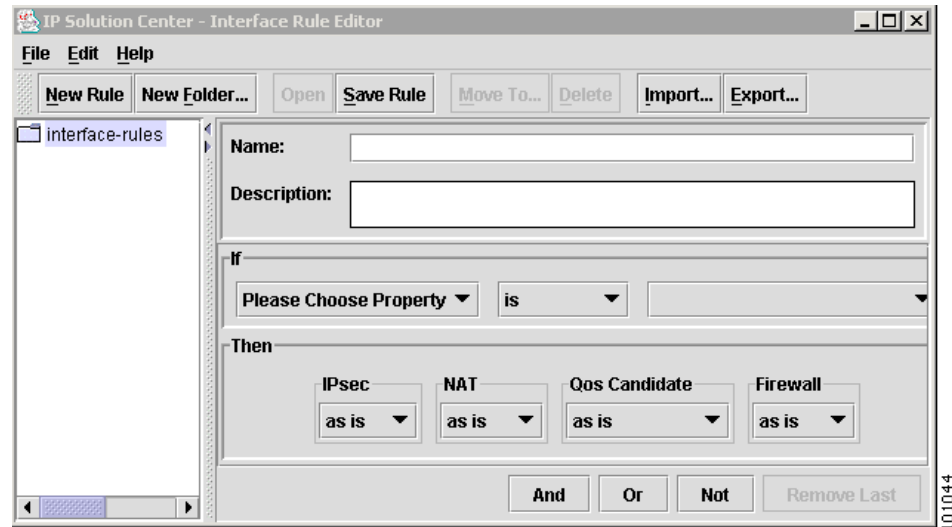 IP Solution Center - Interface Rule Editor
File Edit Help
New Rule New Folder... Open Save Rule Move To... Delete Import... Export...
interface-rules
Name:
Description:
If
Please Choose Property is
Then
IPsec NAT Qos Candidate Firewall
as is as is as is as is
And Or Not Remove Last